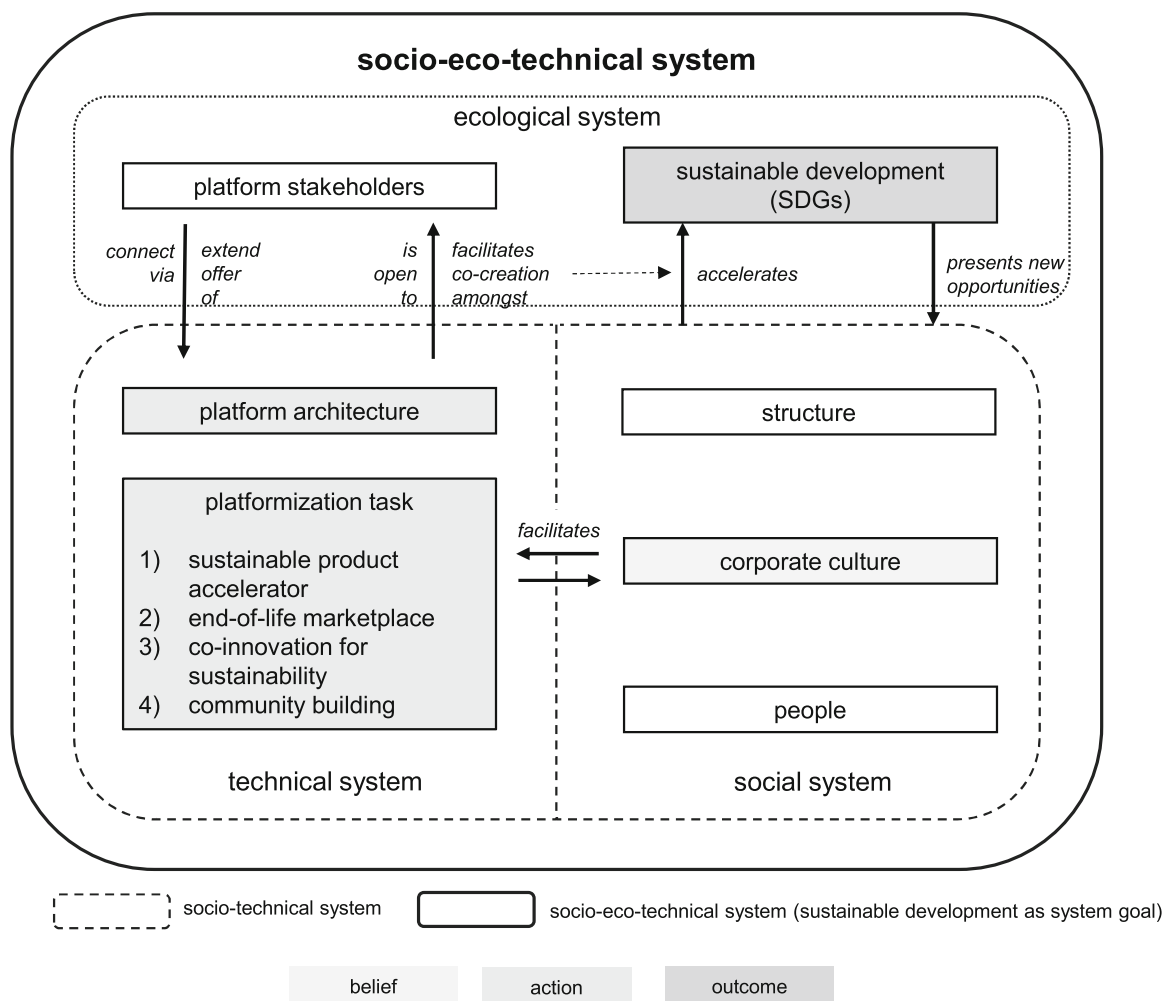 socio-eco-technical system
ecological system
platform stakeholders
sustainable development
(SDGs)
connect
via
extend
offer
of
is
open
to
facilitates
co-creation
amongst
accelerates
presents new
opportunities
platform architecture
structure
platformization task
1) sustainable product
accelerator
2) end-of-life marketplace
3) co-innovation for
sustainability
4) community building
facilitates
corporate culture
people
technical system
social system
socio-technical system
socio-eco-technical system (sustainable development as system goal)
belief
action
outcome